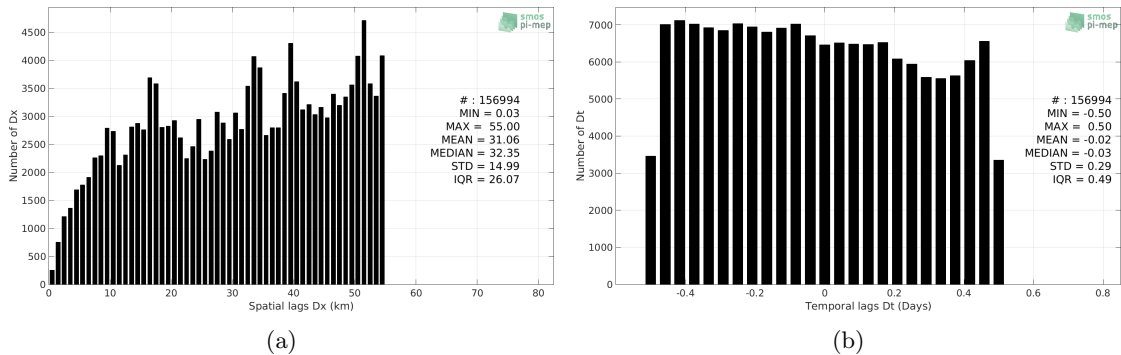 smos
pi-mep
4500
4000
3500
3000
2500
2000
1500
1000
500
0
Number of Dx
# : 156994
MIN = 0.03
MAX = 55.00
MEAN = 31.06
MEDIAN = 32.35
STD = 14.99
IQR = 26.07
0 10 20 30 40 50 60 70 80
Spatial lags Dx (km)
(a)
smos
pi-mep
7000
6000
5000
4000
3000
2000
1000
0
Number of Dt
# : 156994
MIN = -0.50
MAX = 0.50
MEAN = -0.02
MEDIAN = -0.03
STD = 0.29
IQR = 0.49
-0.4 -0.2 0 0.2 0.4 0.6 0.8
Temporal lags Dt (Days)
(b)